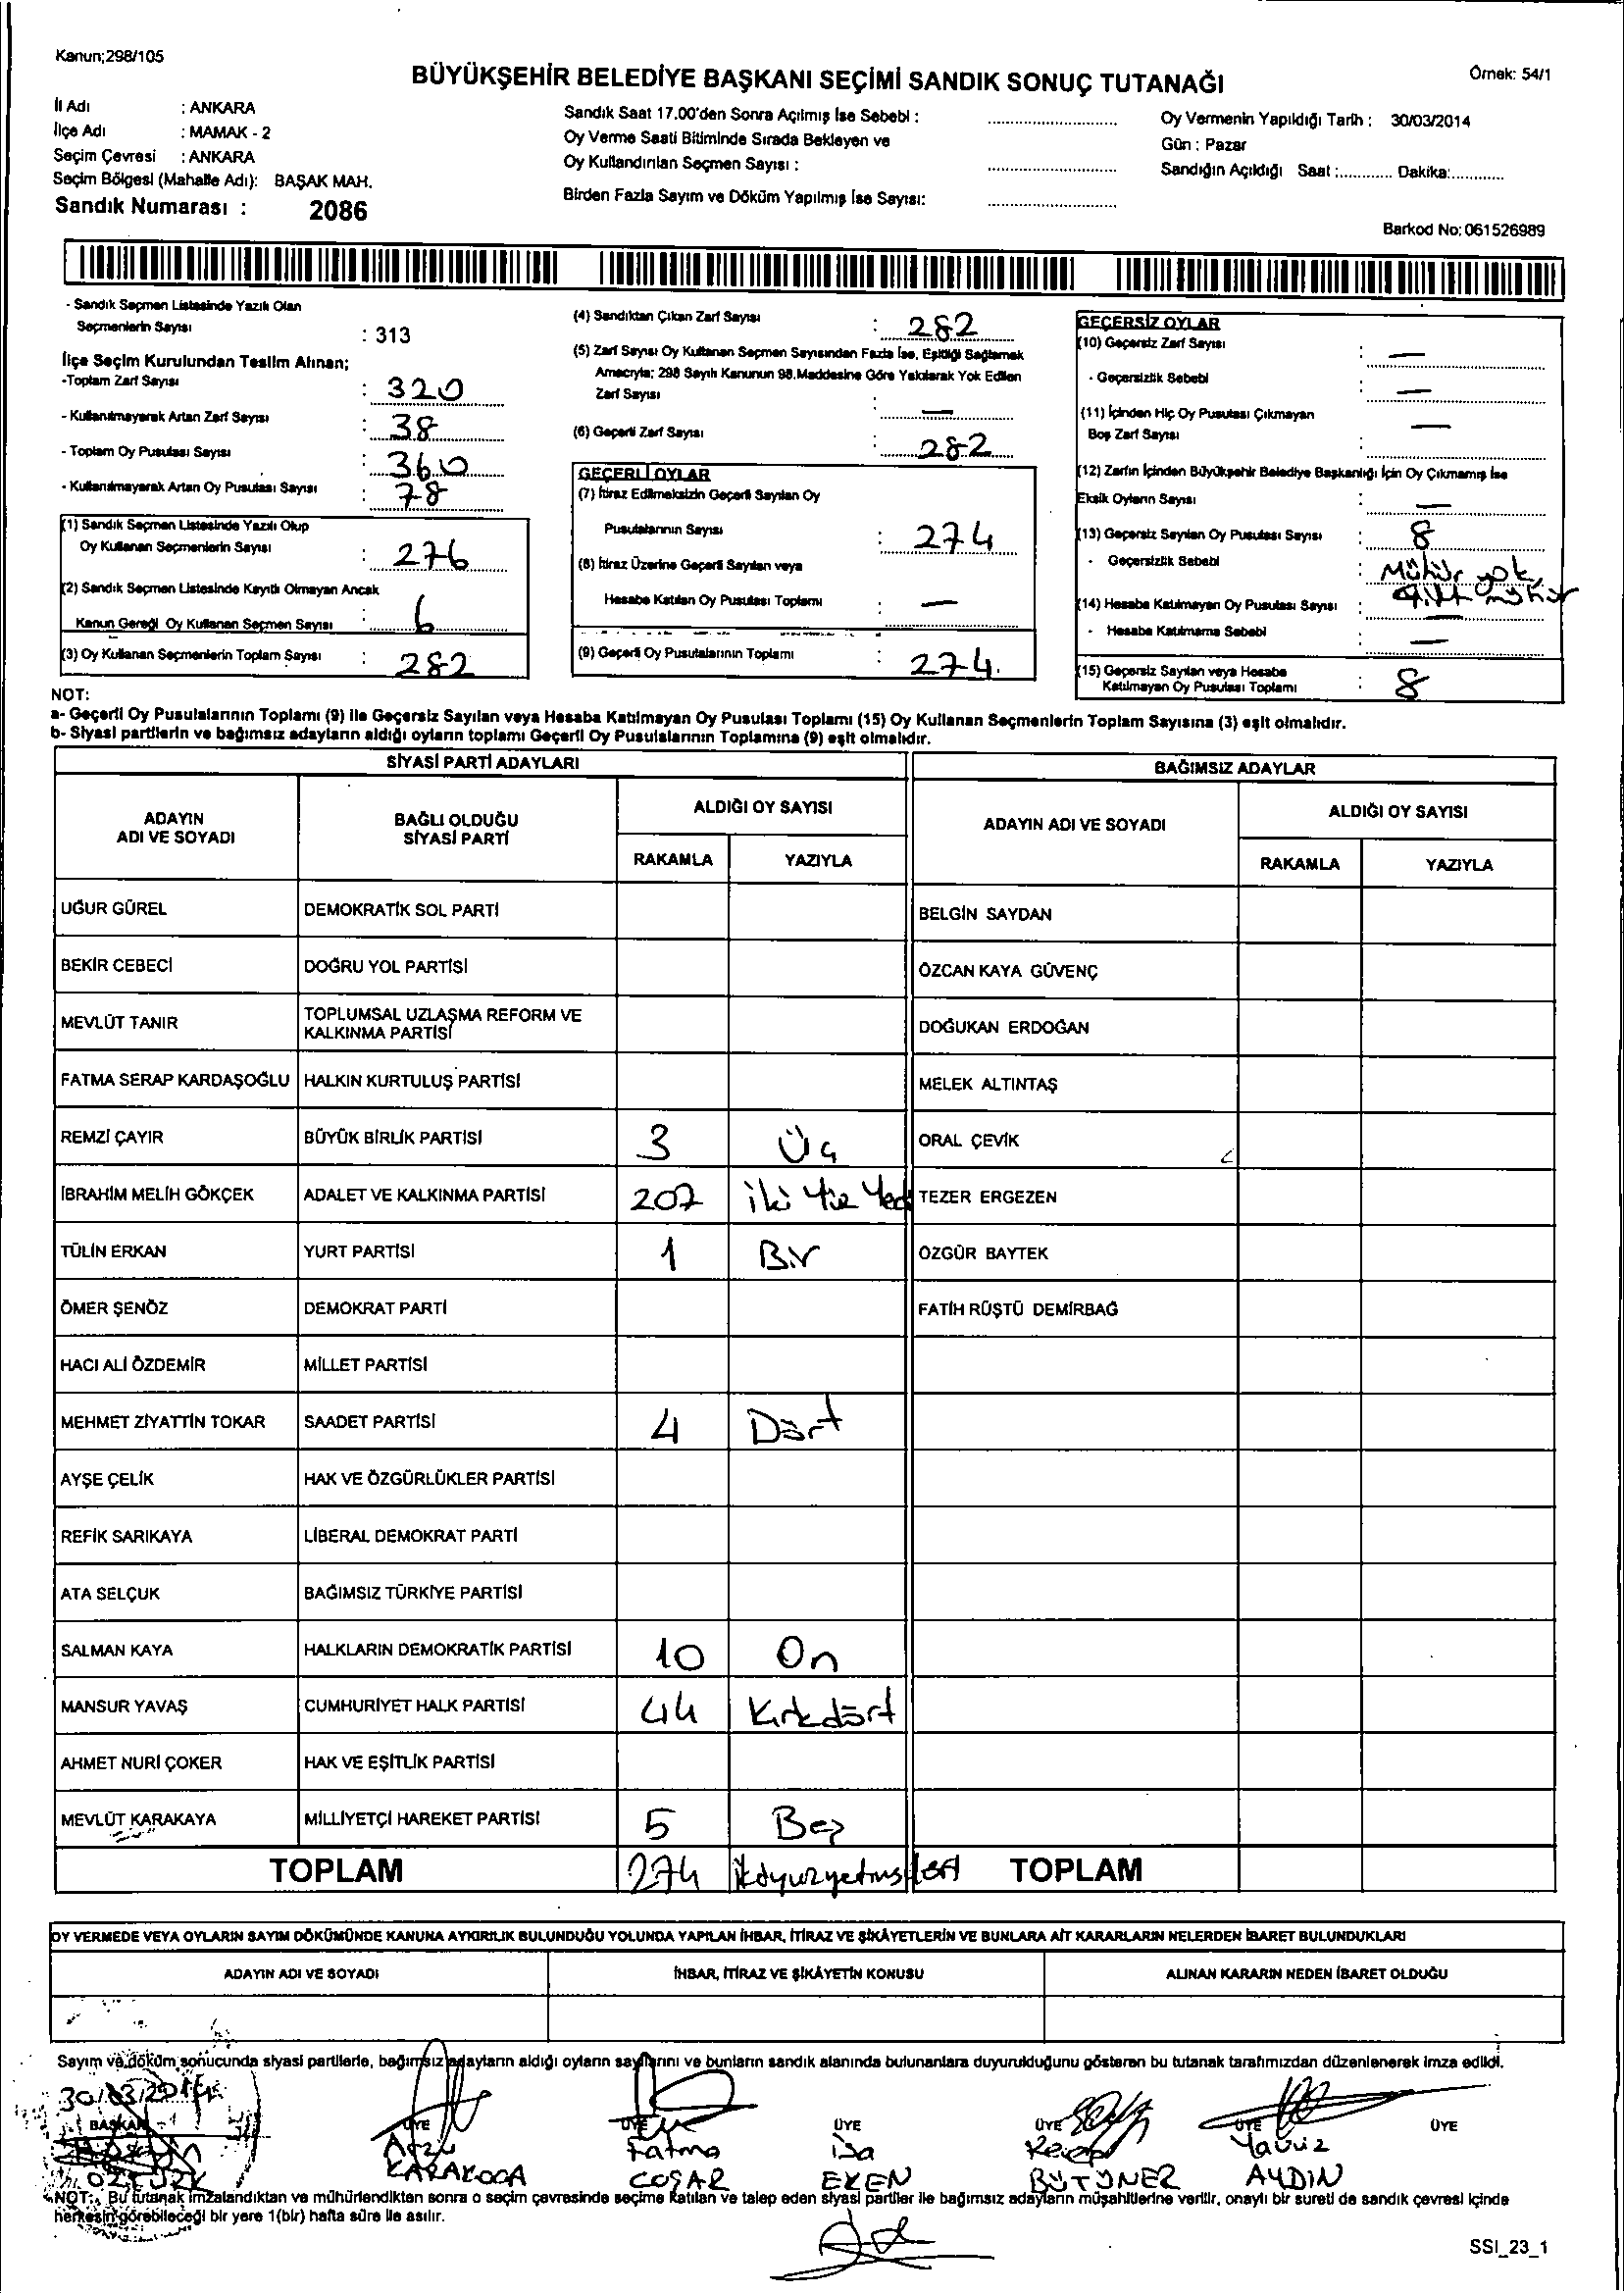 Kanun;298/105
BÜYÜKŞEHİR BELEDİYE BAŞKANI SEÇİMİ SANDIK SONUÇ TUTANAĞI
Örnek: 54/1
İl Adı : ANKARA
İlçe Adı : MAMAK - 2
Seçim Çevresi : ANKARA
Seçim Bölgesi (Mahalle Adı): BAŞAK MAH.
Sandık Numarası : 2086
Sandık Saat 17.00'den Sonra Açılmış İse Sebebi : ....................
Oy Verme Saati Bitiminde Sırada Bekleyen ve
Oy Kullandırılan Seçmen Sayısı : ....................
Birden Fazla Sayım ve Döküm Yapılmış İse Sayısı: ....................
Oy Vermenin Yapıldığı Tarih : 30/03/2014
Gün : Pazar
Sandığın Açıldığı Saat :............ Dakika:............
Barkod No: 061526989
- Sandık Seçmen Listesinde Yazılı Olan
Seçmenlerin Sayısı : 313
İlçe Seçim Kurulundan Teslim Alınan;
-Toplam Zarf Sayısı : 320
- Kullanılmayarak Artan Zarf Sayısı : 38
- Toplam Oy Pusulası Sayısı : 360
- Kullanılmayarak Artan Oy Pusulası Sayısı : 78
(1) Sandık Seçmen Listesinde Yazılı Olup
Oy Kullanan Seçmenlerin Sayısı : 276
(2) Sandık Seçmen Listesinde Kayıtlı Olmayan Ancak
Kanun Gereği Oy Kullanan Seçmen Sayısı : 6
(3) Oy Kullanan Seçmenlerin Toplam Sayısı : 282
(4) Sandıktan Çıkan Zarf Sayısı : 282
(5) Zarf Sayısı Oy Kullanan Seçmen Sayısından Fazla İse, Eşitliği Sağlamak
Amacıyla; 298 Sayılı Kanunun 98.Maddesine Göre Yakılarak Yok Edilen
Zarf Sayısı : —
(6) Geçerli Zarf Sayısı : 282
GEÇERLİ OYLAR
(7) İtiraz Edilmeksizin Geçerli Sayılan Oy
Pusulalarının Sayısı : 274
(8) İtiraz Üzerine Geçerli Sayılan veya
Hesaba Katılan Oy Pusulası Toplamı : —
(9) Geçerli Oy Pusulalarının Toplamı : 274.
GEÇERSİZ OYLAR
(10) Geçersiz Zarf Sayısı : —
- Geçersizlik Sebebi : —
(11) İçinden Hiç Oy Pusulası Çıkmayan
Boş Zarf Sayısı : —
(12) Zarfın İçinden Büyükşehir Belediye Başkanlığı İçin Oy Çıkmamış İse
Eksik Oyların Sayısı : —
(13) Geçersiz Sayılan Oy Pusulası Sayısı : 8
- Geçersizlik Sebebi : Mühür yok,
çift mühür
(14) Hesaba Katılmayan Oy Pusulası Sayısı : —
- Hesaba Katılmama Sebebi : —
(15) Geçersiz Sayılan veya Hesaba
Katılmayan Oy Pusulası Toplamı : 8
NOT:
a- Geçerli Oy Pusulalarının Toplamı (9) ile Geçersiz Sayılan veya Hesaba Katılmayan Oy Pusulası Toplamı (15) Oy Kullanan Seçmenlerin Toplam Sayısına (3) eşit olmalıdır.
b- Siyasi partilerin ve bağımsız adayların aldığı oyların toplamı Geçerli Oy Pusulalarının Toplamına (9) eşit olmalıdır.
SİYASİ PARTİ ADAYLARI
BAĞIMSIZ ADAYLAR
ADAYIN ADI VE SOYADI
BAĞLI OLDUĞU SİYASİ PARTİ
ALDIĞI OY SAYISI
RAKAMLA YAZIYLA
ADAYIN ADI VE SOYADI
ALDIĞI OY SAYISI
RAKAMLA YAZIYLA
UĞUR GÜREL DEMOKRATİK SOL PARTİ BELGİN SAYDAN
BEKİR CEBECİ DOĞRU YOL PARTİSİ ÖZCAN KAYA GÜVENÇ
MEVLÜT TANIR TOPLUMSAL UZLAŞMA REFORM VE KALKINMA PARTİSİ DOĞUKAN ERDOĞAN
FATMA SERAP KARDAŞOĞLU HALKIN KURTULUŞ PARTİSİ MELEK ALTINTAŞ
REMZİ ÇAYIR BÜYÜK BİRLİK PARTİSİ 3 Üç ORAL ÇEVİK
İBRAHİM MELİH GÖKÇEK ADALET VE KALKINMA PARTİSİ 207 iki Yüz Yedi TEZER ERGEZEN
TÜLİN ERKAN YURT PARTİSİ 1 Bir ÖZGÜR BAYTEK
ÖMER ŞENÖZ DEMOKRAT PARTİ FATİH RÜŞTÜ DEMİRBAĞ
HACI ALİ ÖZDEMİR MİLLET PARTİSİ
MEHMET ZİYATTİN TOKAR SAADET PARTİSİ 4 Dört
AYŞE ÇELİK HAK VE ÖZGÜRLÜKLER PARTİSİ
REFİK SARIKAYA LİBERAL DEMOKRAT PARTİ
ATA SELÇUK BAĞIMSIZ TÜRKİYE PARTİSİ
SALMAN KAYA HALKLARIN DEMOKRATİK PARTİSİ 10 On
MANSUR YAVAŞ CUMHURİYET HALK PARTİSİ 44 Kırkdört
AHMET NURİ ÇOKER HAK VE EŞİTLİK PARTİSİ
MEVLÜT KARAKAYA MİLLİYETÇİ HAREKET PARTİSİ 5 Beş
TOPLAM 274 TOPLAM
OY VERMEDE VEYA OYLARIN SAYIM DÖKÜMÜNDE KANUNA AYKIRILIK BULUNDUĞU YOLUNDA YAPILAN İHBAR, İTİRAZ VE ŞİKÂYETLERİN VE BUNLARA AİT KARARLARIN NELERDEN İBARET BULUNDUKLARI
ADAYIN ADI VE SOYADI İHBAR, İTİRAZ VE ŞİKÂYETİN KONUSU ALINAN KARARIN NEDEN İBARET OLDUĞU
Sayım ve döküm sonucunda siyasi partilerle, bağımsız adayların aldığı oyların sayılarını ve bunların sandık alanında bulunanlara duyurulduğunu gösteren bu tutanak tarafımızdan düzenlenerek imza edildi.
30/03/2014
BAŞKAN ÜYE ÜYE ÜYE ÜYE ÜYE ÜYE
Arzu Fatma İsa Recep Yavuz
ÖZTÜRK KARAKOCA COŞAR EKEN BÜTÜNER AYDIN
NOT: Bu tutanak imzalandıktan ve mühürlendikten sonra o seçim çevresinde seçime katılan ve talep eden siyasi partiler ile bağımsız adayların müşahitlerine verilir, onaylı bir sureti de sandık çevresi içinde
herkesin görebileceği bir yere 1(bir) hafta süre ile asılır.
SSI_23_1